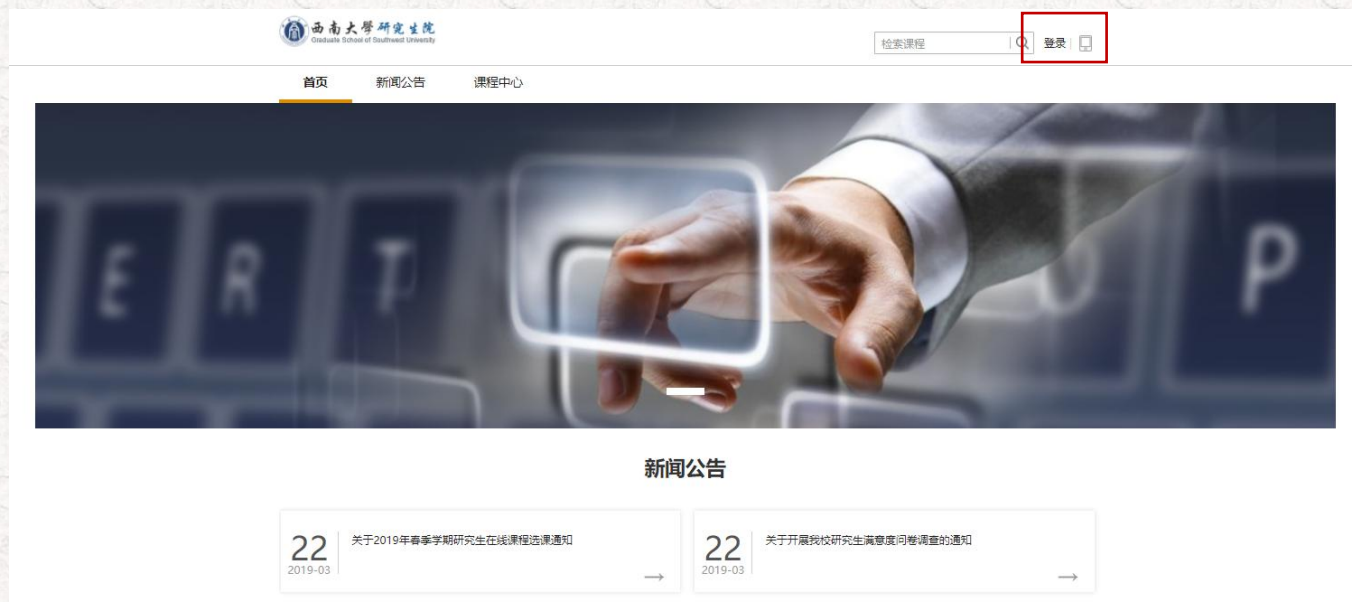 西南大學研究生院
Graduate School of Southwest University
检索课程
登录
首页 新闻公告 课程中心
E R T U P
新闻公告
22
2019-03
关于2019年春季学期研究生在线课程选课通知
→
22
2019-03
关于开展我校研究生满意度问卷调查的通知
→